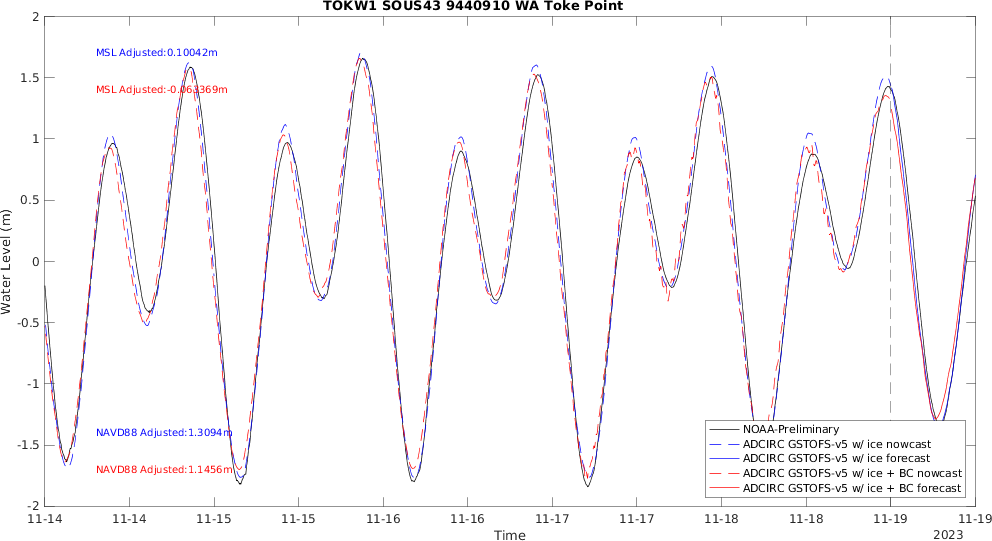 TOKW1 SOUS43 9440910 WA Toke Point
2
1.5
1
0.5
0
-0.5
-1
-1.5
-2
Water Level (m)
MSL Adjusted:0.10042m
MSL Adjusted:-0.063369m
NAVD88 Adjusted:1.3094m
NAVD88 Adjusted:1.1456m
NOAA-Preliminary
ADCIRC GSTOFS-v5 w/ ice nowcast
ADCIRC GSTOFS-v5 w/ ice forecast
ADCIRC GSTOFS-v5 w/ ice + BC nowcast
ADCIRC GSTOFS-v5 w/ ice + BC forecast
11-14 11-14 11-15 11-15 11-16 11-16 11-17 11-17 11-18 11-18 11-19 11-19
Time
2023